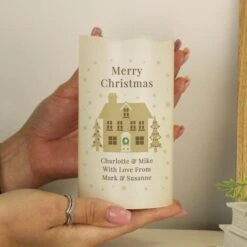 Merry
Christmas
Charlotte & Mike
With Love From
Mark & Susanne